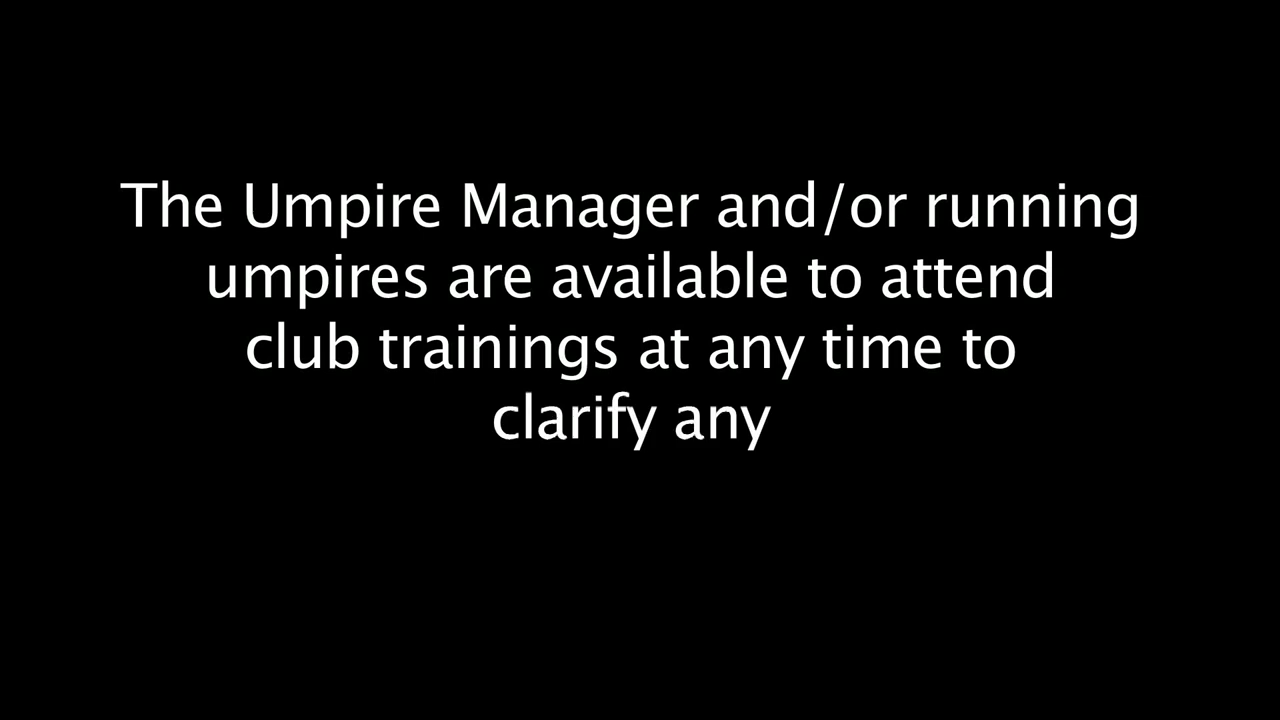 The Umpire Manager and/or running
umpires are available to attend
club trainings at any time to
clarify any